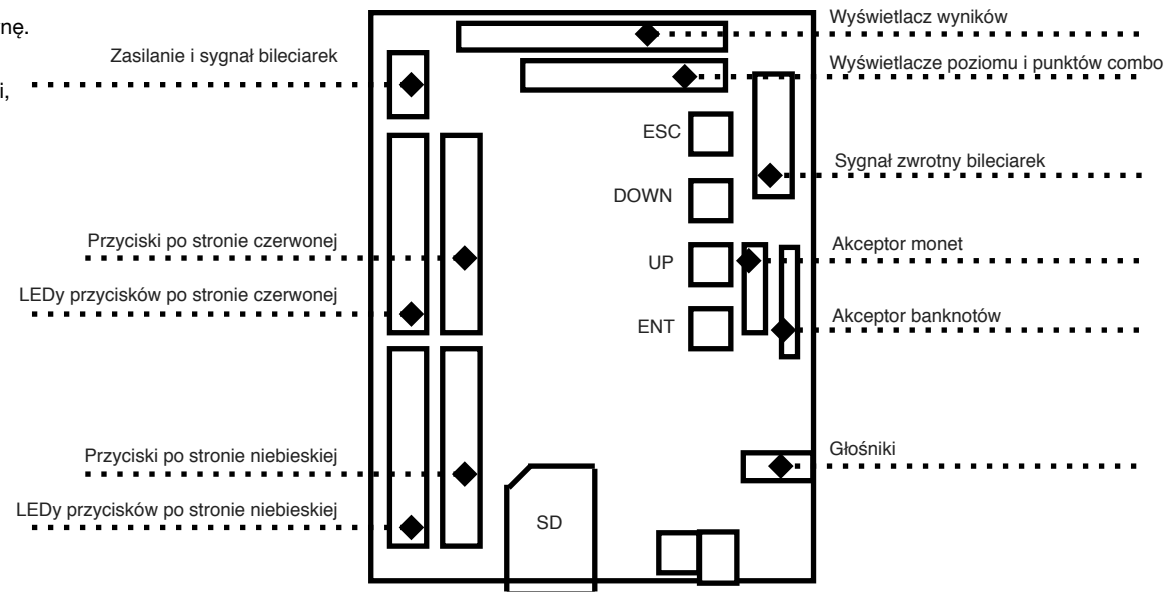 nę.
i,
Zasilanie i sygnał bileciarek
Przyciski po stronie czerwonej
LEDy przycisków po stronie czerwonej
Przyciski po stronie niebieskiej
LEDy przycisków po stronie niebieskiej
ESC
DOWN
UP
ENT
SD
Wyświetlacz wyników
Wyświetlacze poziomu i punktów combo
Sygnał zwrotny bileciarek
Akceptor monet
Akceptor banknotów
Głośniki